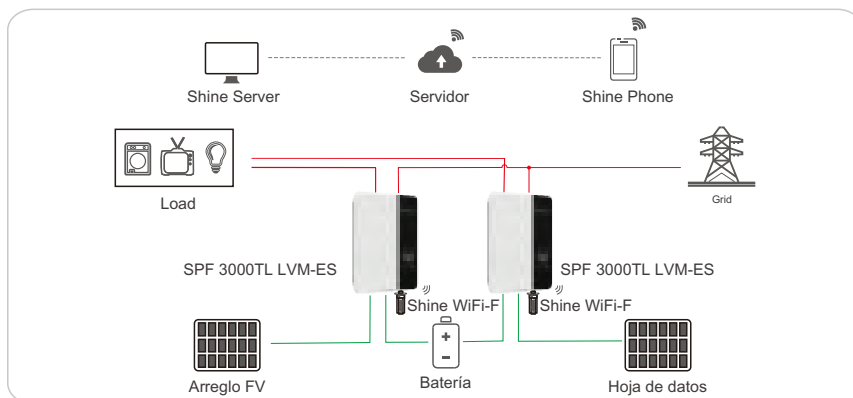 Shine Server
Servidor
Shine Phone
Load
Grid
SPF 3000TL LVM-ES
SPF 3000TL LVM-ES
Shine WiFi-F
Shine WiFi-F
Arreglo FV
Batería
Hoja de datos